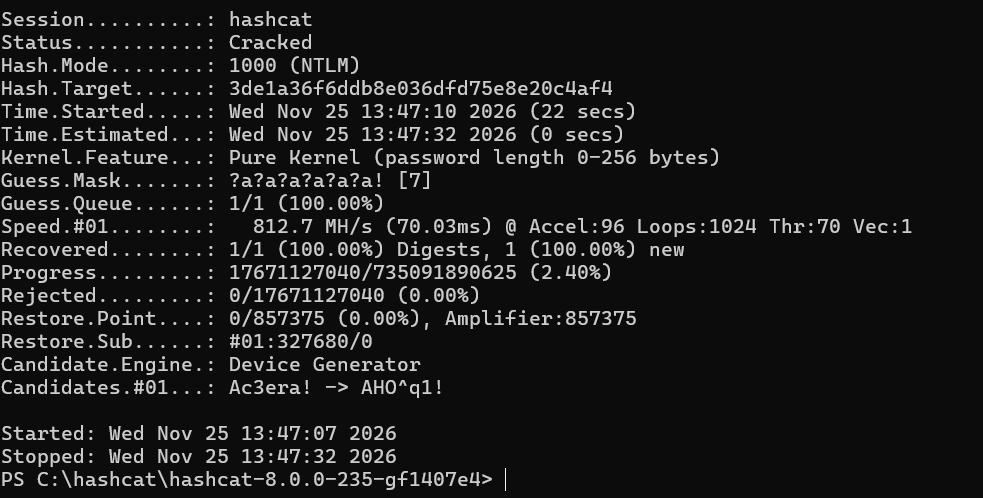 Session..........: hashcat
Status...........: Cracked
Hash.Mode........: 1000 (NTLM)
Hash.Target......: 3de1a36f6ddb8e036dfd75e8e20c4af4
Time.Started.....: Wed Nov 25 13:47:10 2026 (22 secs)
Time.Estimated...: Wed Nov 25 13:47:32 2026 (0 secs)
Kernel.Feature...: Pure Kernel (password length 0-256 bytes)
Guess.Mask.......: ?a?a?a?a?a?a! [7]
Guess.Queue......: 1/1 (100.00%)
Speed.#01........:   812.7 MH/s (70.03ms) @ Accel:96 Loops:1024 Thr:70 Vec:1
Recovered........: 1/1 (100.00%) Digests, 1 (100.00%) new
Progress.........: 17671127040/735091890625 (2.40%)
Rejected.........: 0/17671127040 (0.00%)
Restore.Point....: 0/857375 (0.00%), Amplifier:857375
Restore.Sub......: #01:327680/0
Candidate.Engine.: Device Generator
Candidates.#01...: Ac3era! -> AHO^q1!

Started: Wed Nov 25 13:47:07 2026
Stopped: Wed Nov 25 13:47:32 2026
PS C:\hashcat\hashcat-8.0.0-235-gf1407e4>